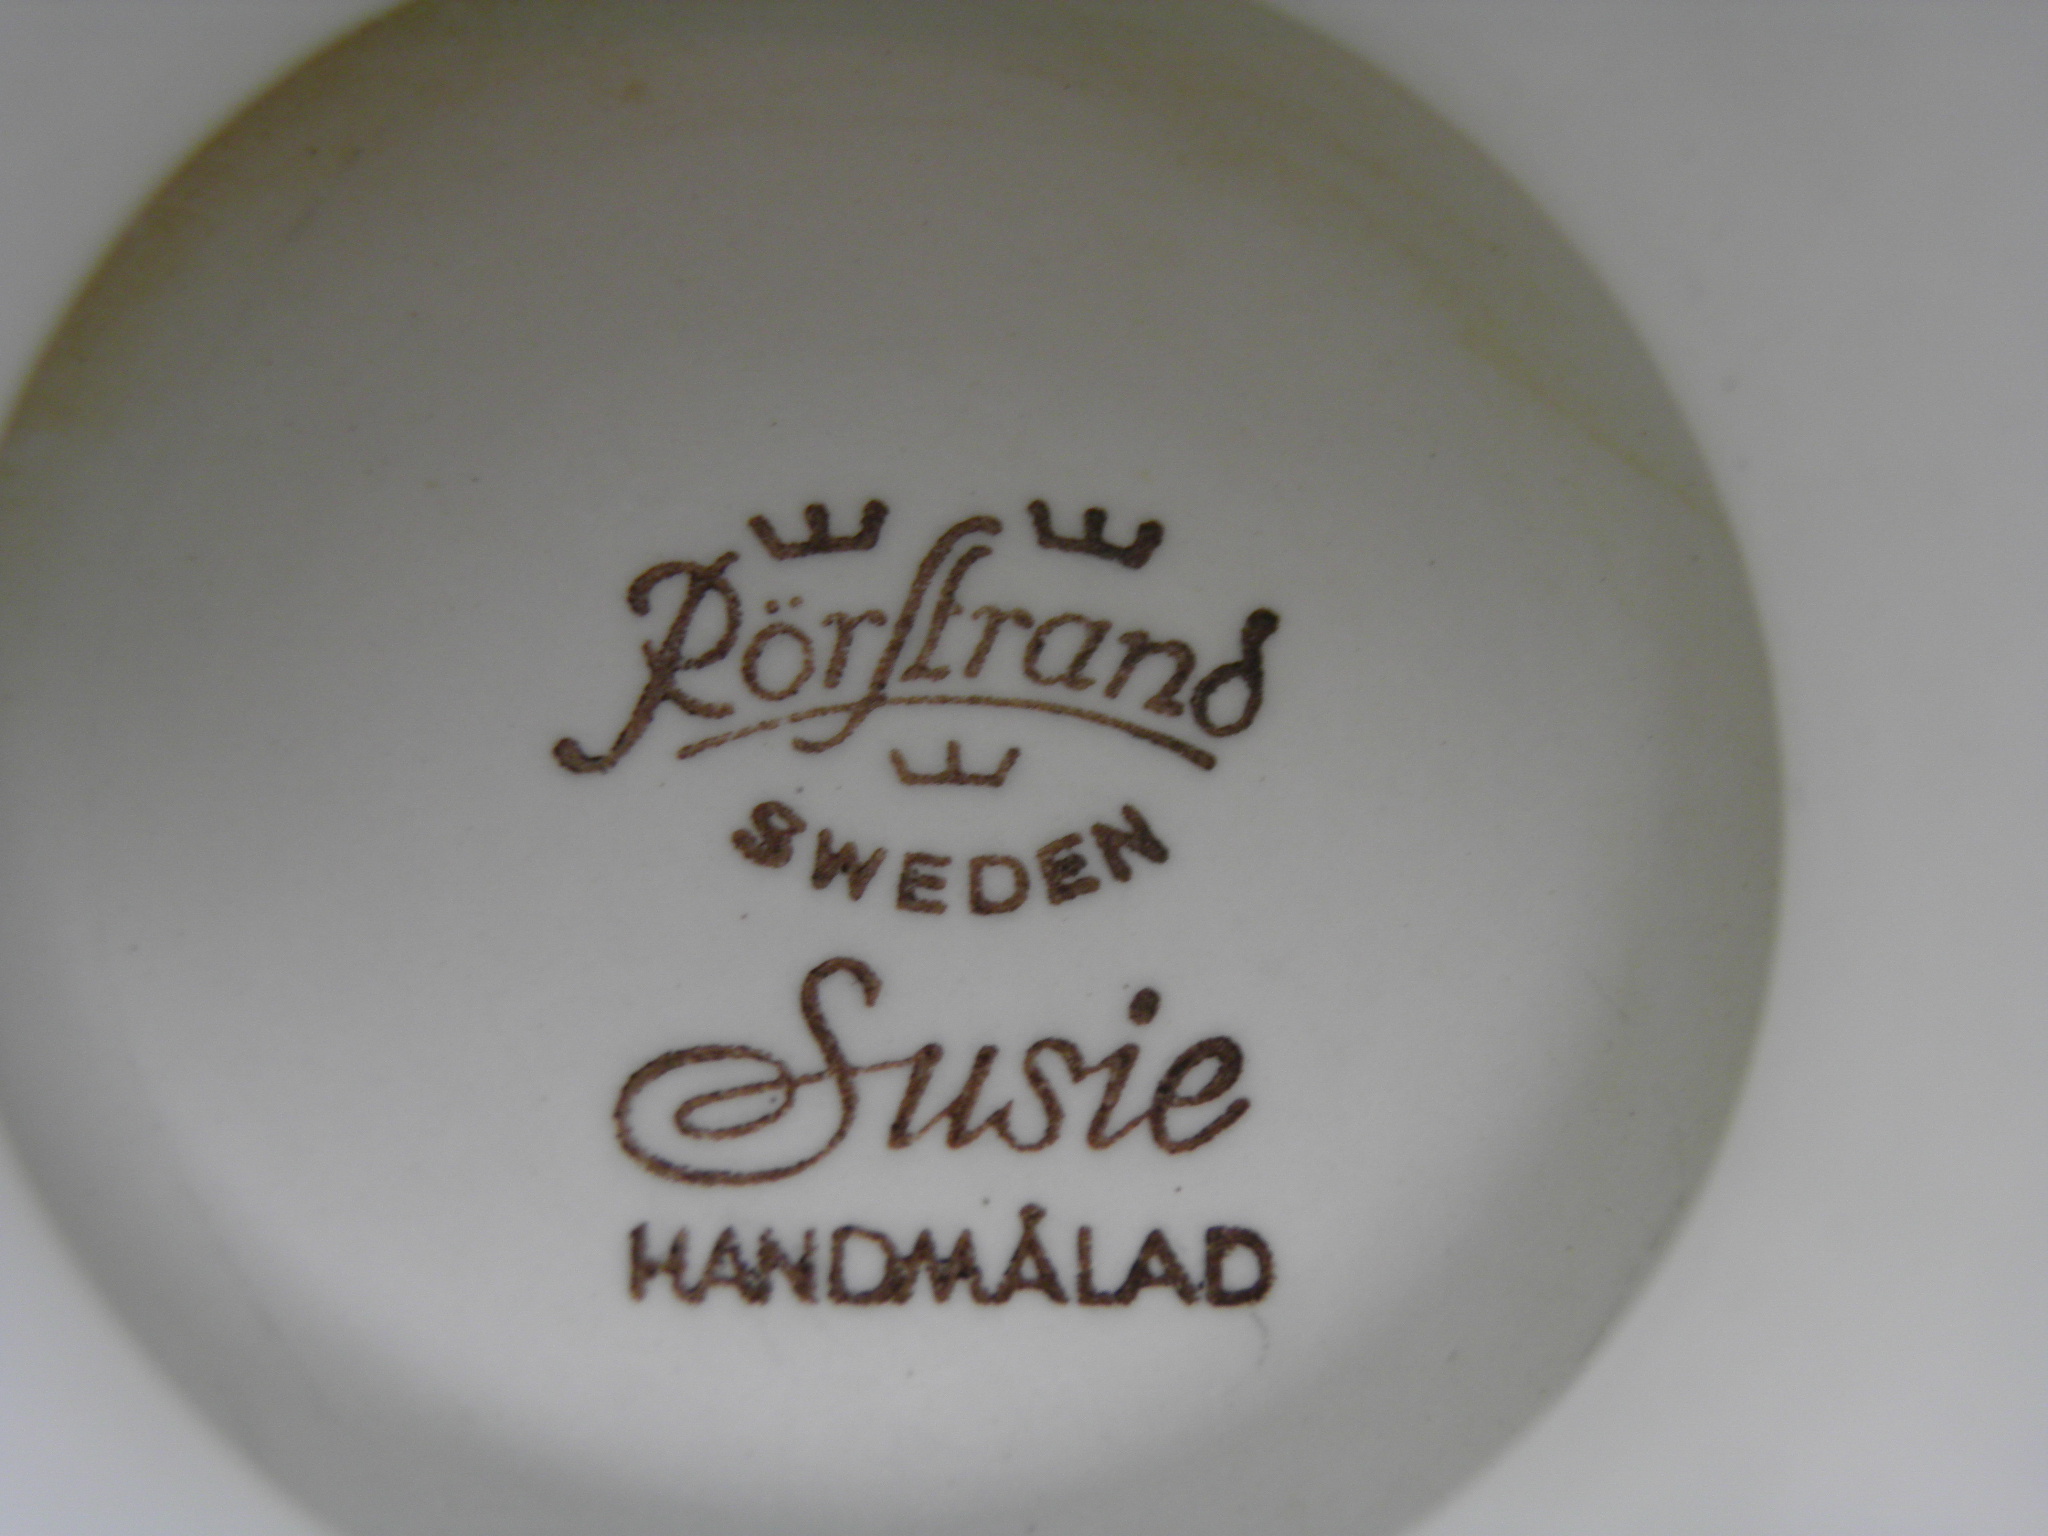 Rörstrand
SWEDEN
Susie
HANDMÅLAD